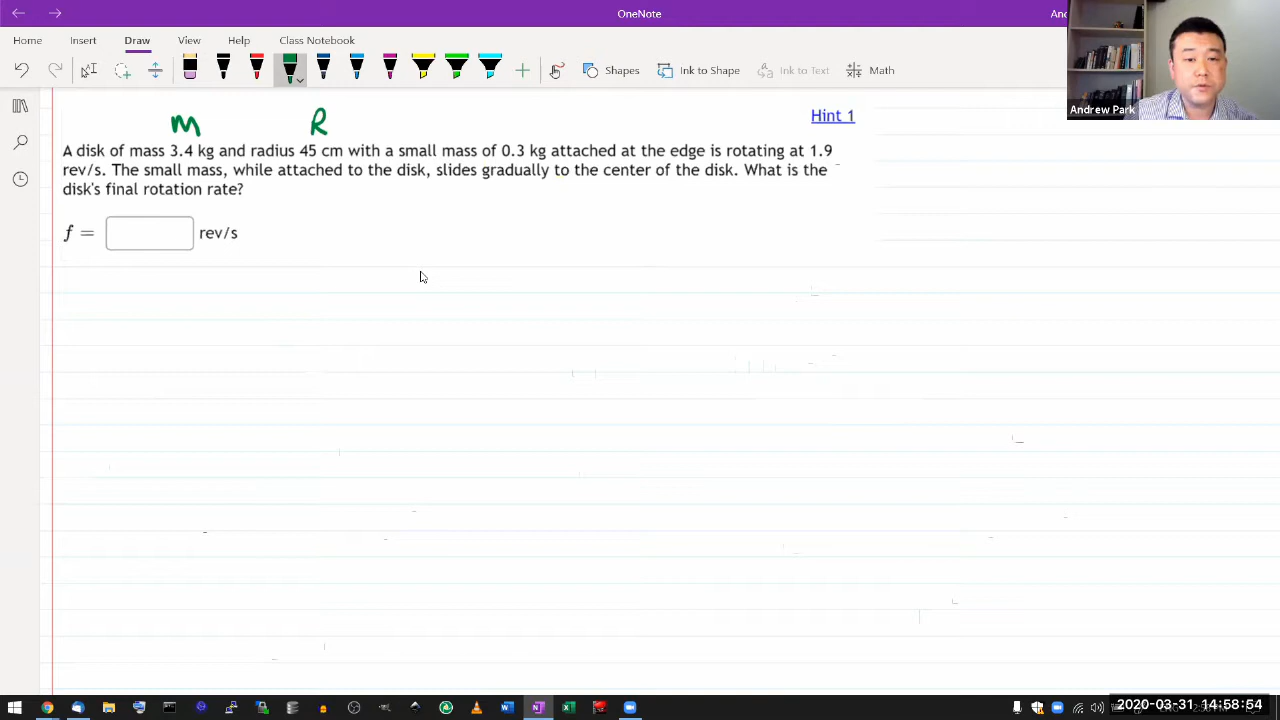 OneNote
An
Home Insert Draw View Help Class Notebook
Shapes Ink to Shape Ink to Text Math
Andrew Park
M R
Hint 1
A disk of mass 3.4 kg and radius 45 cm with a small mass of 0.3 kg attached at the edge is rotating at 1.9
rev/s. The small mass, while attached to the disk, slides gradually to the center of the disk. What is the
disk's final rotation rate?
f = rev/s
2020-03-31 14:58:54